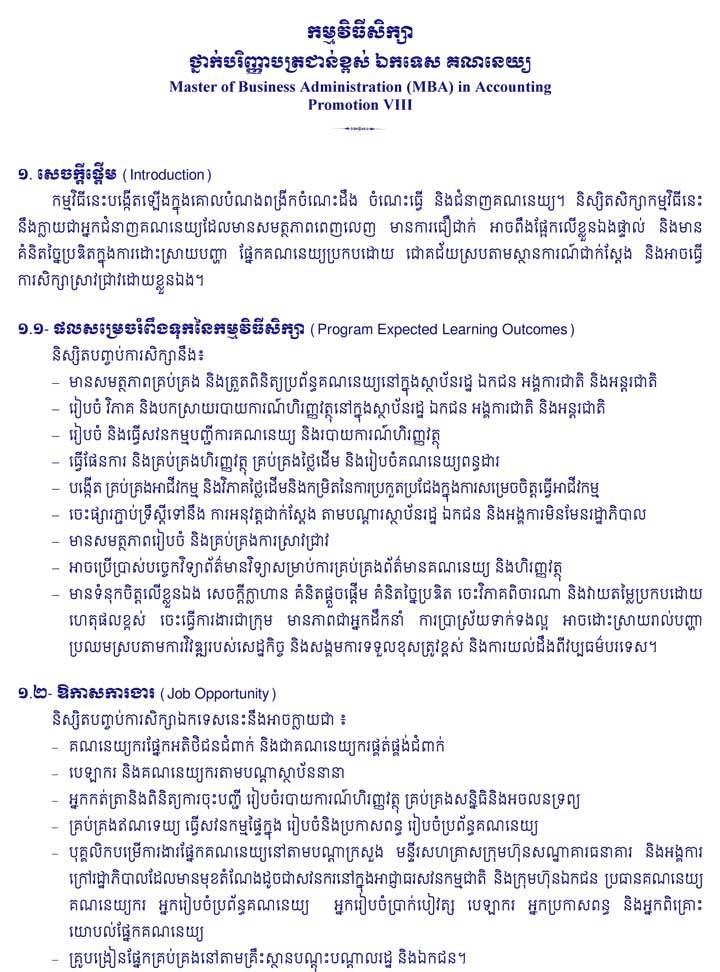 កម្មវិធីសិក្សា
ថ្នាក់បរិញ្ញាបត្រជាន់ខ្ពស់ ឯកទេស គណនេយ្យ
Master of Business Administration (MBA) in Accounting
Promotion VIII
១. សេចក្តីផ្តើម (Introduction)
កម្មវិធីនេះបង្កើតឡើងក្នុងគោលបំណងពង្រីកចំណេះដឹង ចំណេះធ្វើ និងជំនាញគណនេយ្យ។ និស្សិតសិក្សាកម្មវិធីនេះ
នឹងក្លាយជាអ្នកជំនាញគណនេយ្យដែលមានសមត្ថភាពពេញលេញ មានការជឿជាក់ អាចពឹងផ្អែកលើខ្លួនឯងផ្ទាល់ និងមាន
គំនិតច្នៃប្រឌិតក្នុងការដោះស្រាយបញ្ហា ផ្នែកគណនេយ្យប្រកបដោយ ជោគជ័យស្របតាមស្ថានការណ៍ជាក់ស្តែង និងអាចធ្វើ
ការសិក្សាស្រាវជ្រាវដោយខ្លួនឯង។
១.១- ផលសម្រេចរំពឹងទុកនៃកម្មវិធីសិក្សា (Program Expected Learning Outcomes)
និស្សិតបញ្ចប់ការសិក្សានឹង៖
– មានសមត្ថភាពគ្រប់គ្រង និងត្រួតពិនិត្យប្រព័ន្ធគណនេយ្យនៅក្នុងស្ថាប័នរដ្ឋ ឯកជន អង្គការជាតិ និងអន្តរជាតិ
– រៀបចំ វិភាគ និងបកស្រាយរបាយការណ៍ហិរញ្ញវត្ថុនៅក្នុងស្ថាប័នរដ្ឋ ឯកជន អង្គការជាតិ និងអន្តរជាតិ
– រៀបចំ និងធ្វើសវនកម្មបញ្ជីការគណនេយ្យ និងរបាយការណ៍ហិរញ្ញវត្ថុ
– ធ្វើផែនការ និងគ្រប់គ្រងហិរញ្ញវត្ថុ គ្រប់គ្រងថ្លៃដើម និងរៀបចំគណនេយ្យពន្ធដារ
– បង្កើត គ្រប់គ្រងអាជីវកម្ម និងវិភាគថ្លៃដើមនិងកម្រិតនៃការប្រកួតប្រជែងក្នុងការសម្រេចចិត្តធ្វើអាជីវកម្ម
– ចេះផ្សារភ្ជាប់ទ្រឹស្តីទៅនឹង ការអនុវត្តជាក់ស្តែង តាមបណ្តារស្ថាប័នរដ្ឋ ឯកជន និងអង្គការមិនមែនរដ្ឋាភិបាល
– មានសមត្ថភាពរៀបចំ និងគ្រប់គ្រងការស្រាវជ្រាវ
– អាចប្រើប្រាស់បច្ចេកវិទ្យាព័ត៌មានវិទ្យាសម្រាប់ការគ្រប់គ្រងព័ត៌មានគណនេយ្យ និងហិរញ្ញវត្ថុ
– មានទំនុកចិត្តលើខ្លួនឯង សេចក្តីក្លាហាន គំនិតផ្តួចផ្តើម គំនិតច្នៃប្រឌិត ចេះវិភាគពិចារណា និងវាយតម្លៃប្រកបដោយ
ហេតុផលខ្ពស់ ចេះធ្វើការងារជាក្រុម មានភាពជាអ្នកដឹកនាំ ការប្រាស្រ័យទាក់ទងល្អ អាចដោះស្រាយរាល់បញ្ហា
ប្រឈមស្របតាមការវិវឌ្ឍរបស់សេដ្ឋកិច្ច និងសង្គមការទទួលខុសត្រូវខ្ពស់ និងការយល់ដឹងពីវប្បធម៌បរទេស។
១.២- ឱកាសការងារ (Job Opportunity)
និស្សិតបញ្ចប់ការសិក្សាឯកទេសនេះនឹងអាចក្លាយជា ៖
– គណនេយ្យករផ្នែកអតិថិជនជំពាក់ និងជាគណនេយ្យករផ្គត់ផ្គង់ជំពាក់
– បេឡាករ និងគណនេយ្យករតាមបណ្តាស្ថាប័ននានា
– អ្នកកត់ត្រានិងពិនិត្យការចុះបញ្ជី រៀបចំរបាយការណ៍ហិរញ្ញវត្ថុ គ្រប់គ្រងសន្និធិនិងអចលនទ្រព្យ
– គ្រប់គ្រងឥណទេយ្យ ធ្វើសវនកម្មផ្ទៃក្នុង រៀបចំនិងប្រកាសពន្ធ រៀបចំប្រព័ន្ធគណនេយ្យ
– បុគ្គលិកបម្រើការងារផ្នែកគណនេយ្យនៅតាមបណ្តាក្រសួង មន្ទីរសហគ្រាសក្រុមហ៊ុនសណ្ឋាគារធនាគារ និងអង្គការ
ក្រៅរដ្ឋាភិបាលដែលមានមុខតំណែងដូចជាសវនករនៅក្នុងអាជ្ញាធរសវនកម្មជាតិ និងក្រុមហ៊ុនឯកជន ប្រធានគណនេយ្យ
គណនេយ្យករ អ្នករៀបចំប្រព័ន្ធគណនេយ្យ អ្នករៀបចំប្រាក់បៀវត្ស បេឡាករ អ្នកប្រកាសពន្ធ និងអ្នកពិគ្រោះ
យោបល់ផ្នែកគណនេយ្យ
– គ្រូបង្រៀនផ្នែកគ្រប់គ្រងនៅតាមគ្រឹះស្ថានបណ្តុះបណ្តាលរដ្ឋ និងឯកជន។